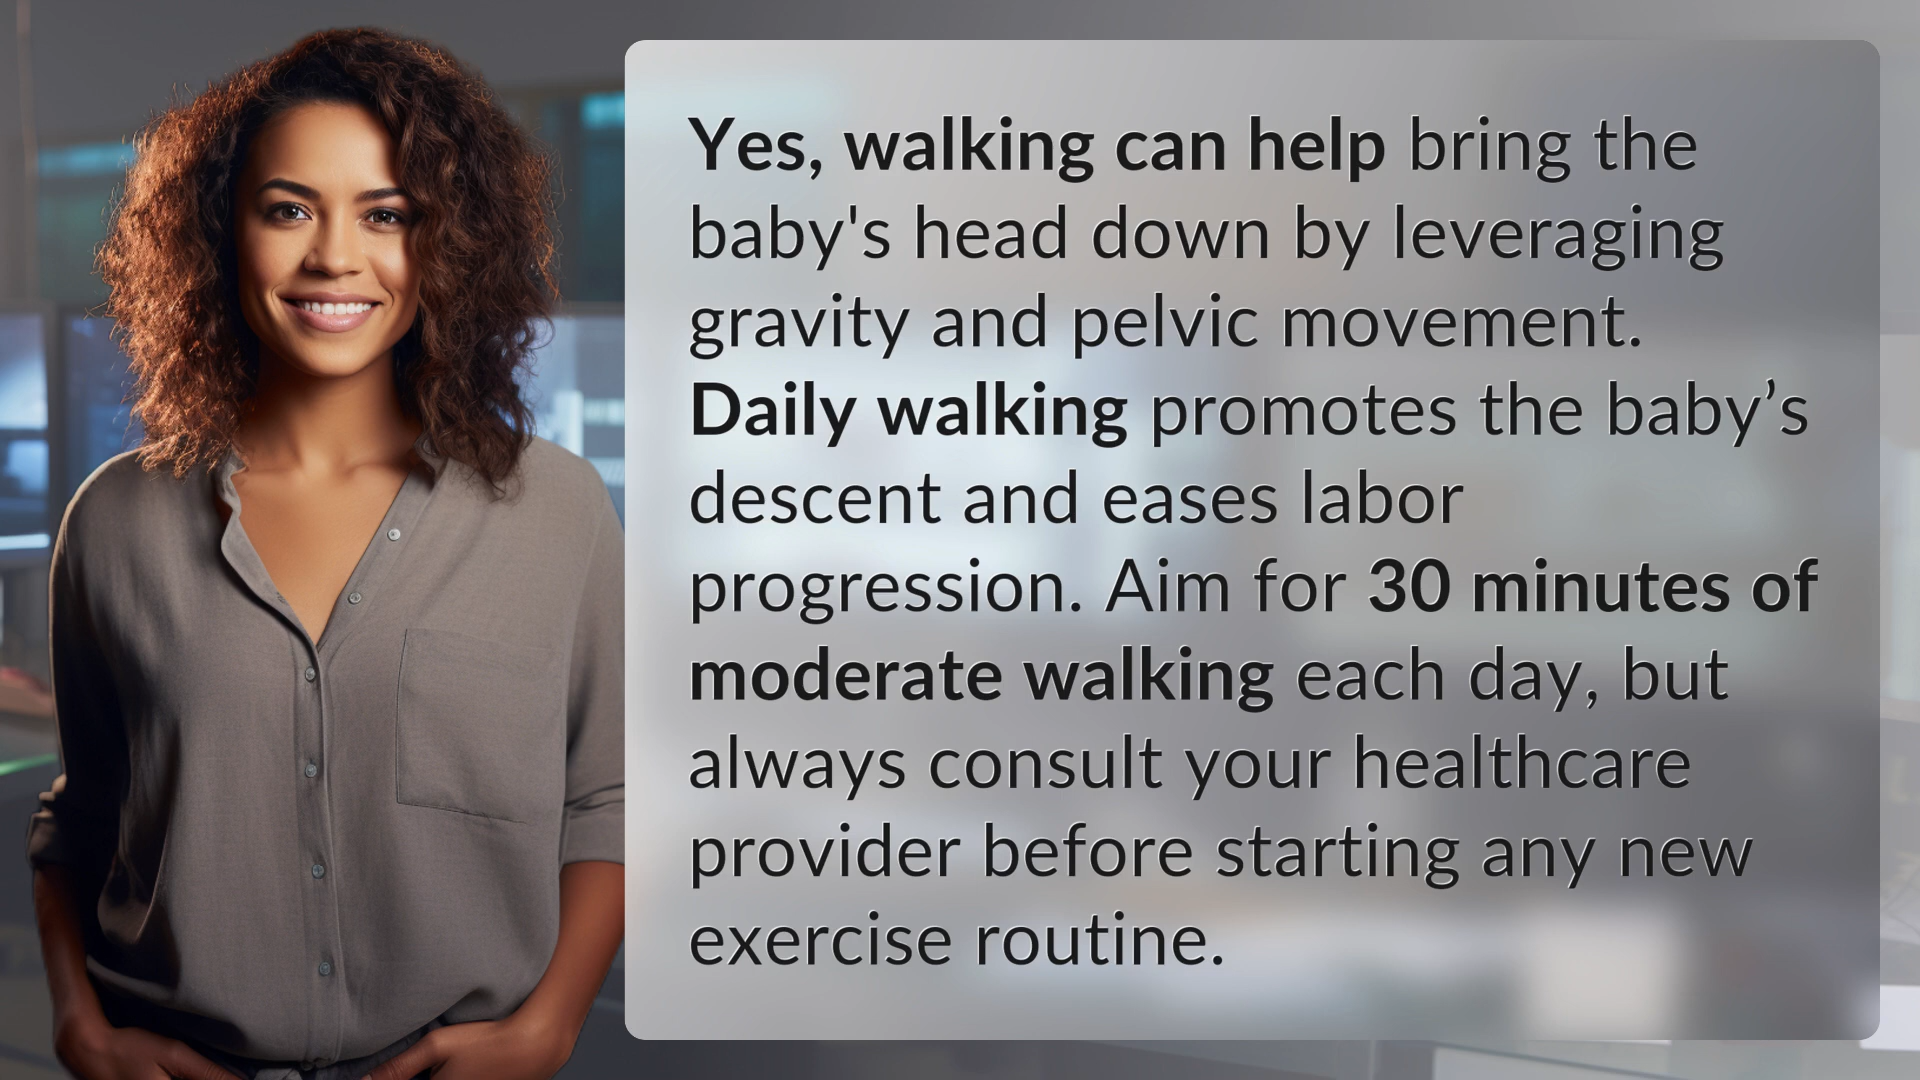 Yes, walking can help bring the
baby's head down by leveraging
gravity and pelvic movement.
Daily walking promotes the baby’s
descent and eases labor
progression. Aim for 30 minutes of
moderate walking each day, but
always consult your healthcare
provider before starting any new
exercise routine.